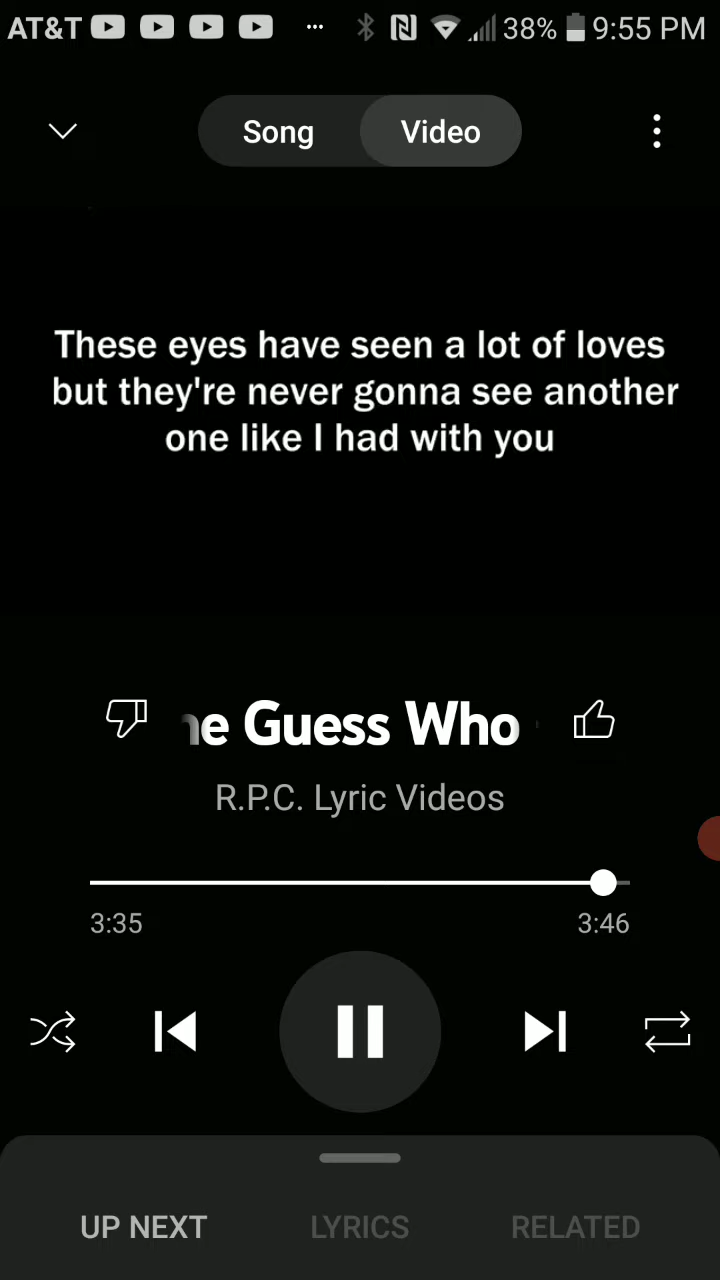 AT&T ... 38% 9:55 PM
Song Video
These eyes have seen a lot of loves
but they're never gonna see another
one like I had with you
he Guess Who
R.P.C. Lyric Videos
3:35 3:46
UP NEXT LYRICS RELATED